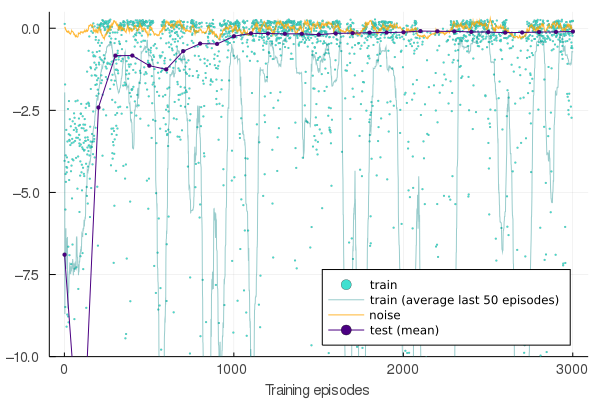 0.0
−2.5
−5.0
−7.5
−10.0
0
1000
2000
3000
Training episodes
train
train (average last 50 episodes)
noise
test (mean)